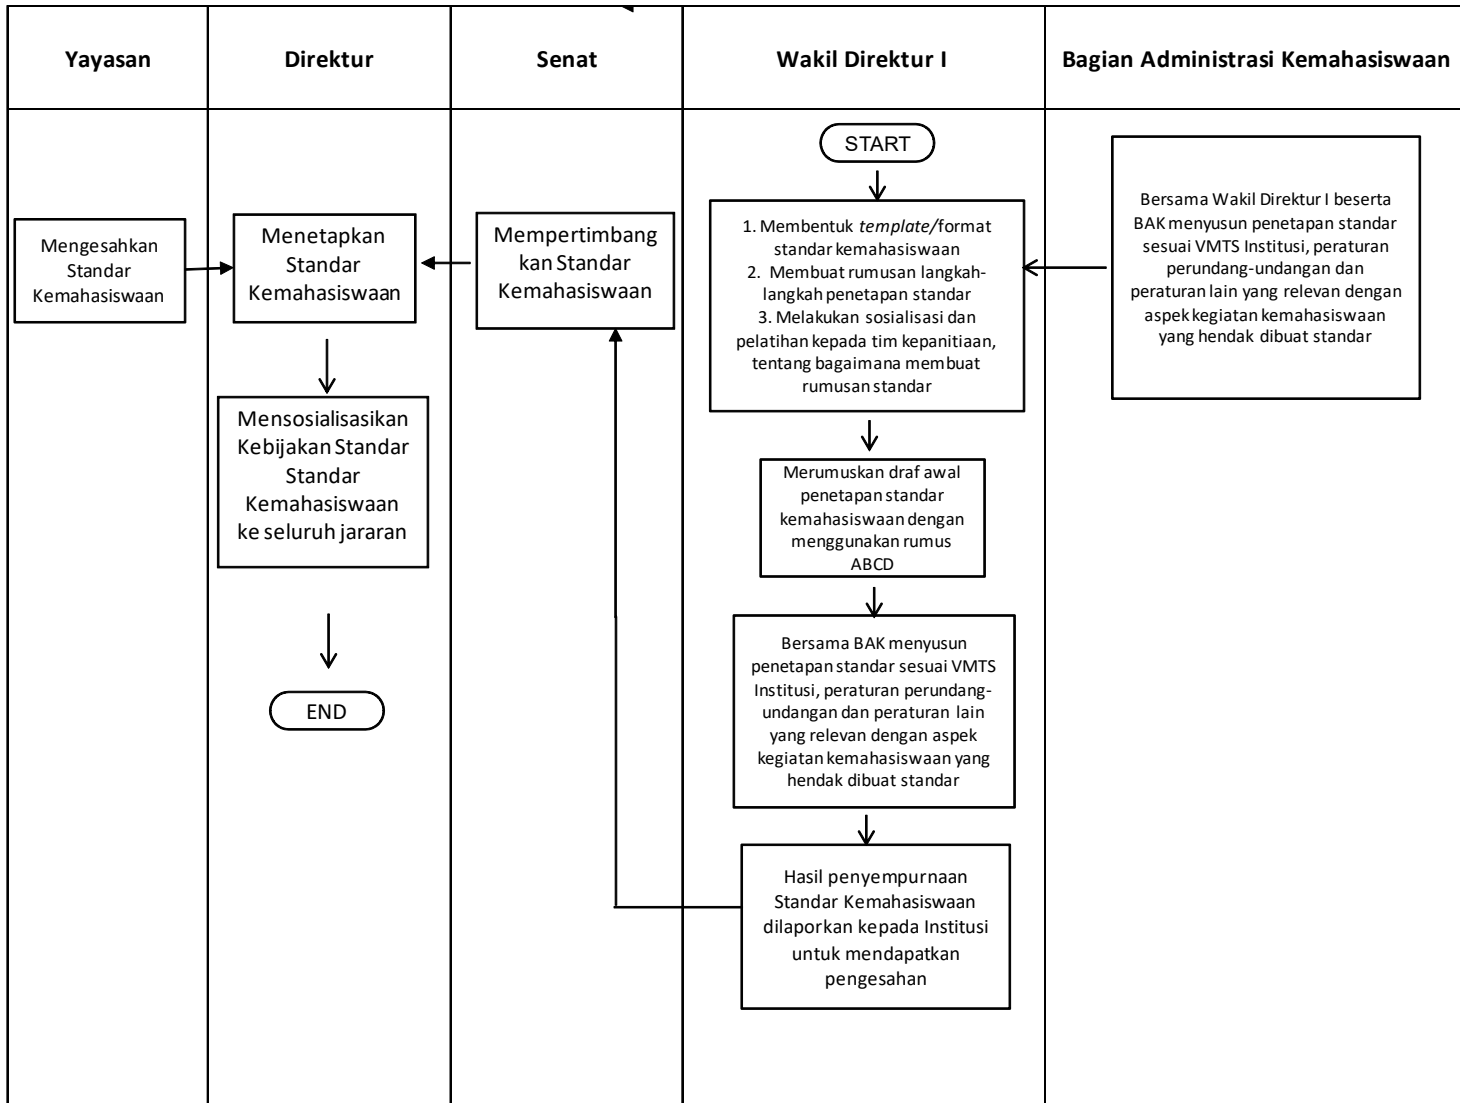 Yayasan
Direktur
Senat
Wakil Direktur I
Bagian Administrasi Kemahasiswaan
Mengesahkan
Standar
Kemahasiswaan
Menetapkan
Standar
Kemahasiswaan
Mensosialisasikan
Kebijakan Standar
Standar
Kemahasiswaan
ke seluruh jararan
END
Mempertimbang
kan Standar
Kemahasiswaan
START
1. Membentuk template/format
standar kemahasiswaan
2. Membuat rumusan langkah-
langkah penetapan standar
3. Melakukan sosialisasi dan
pelatihan kepada tim kepanitiaan,
tentang bagaimana membuat
rumusan standar
Merumuskan draf awal
penetapan standar
kemahasiswaan dengan
menggunakan rumus
ABCD
Bersama BAK menyusun
penetapan standar sesuai VMTS
Institusi, peraturan perundang-
undangan dan peraturan lain
yang relevan dengan aspek
kegiatan kemahasiswaan yang
hendak dibuat standar
Hasil penyempurnaan
Standar Kemahasiswaan
dilaporkan kepada Institusi
untuk mendapatkan
pengesahan
Bersama Wakil Direktur I beserta
BAK menyusun penetapan standar
sesuai VMTS Institusi, peraturan
perundang-undangan dan
peraturan lain yang relevan dengan
aspek kegiatan kemahasiswaan
yang hendak dibuat standar